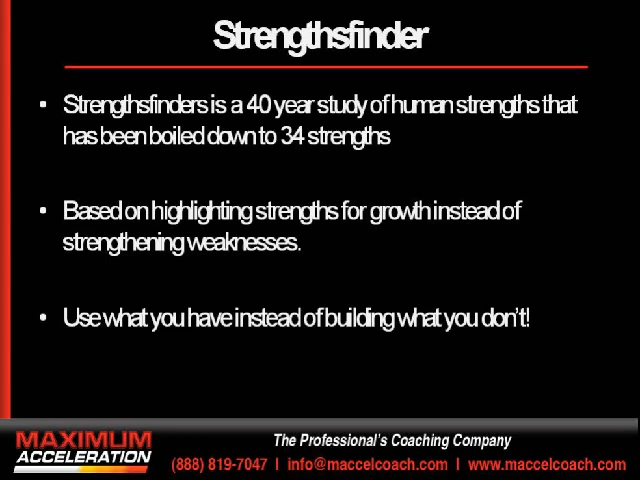 Strengthsfinder
• Strengthsfinders is a 40 year study of human strengths that
has been boiled down to 34 strengths
• Based on highlighting strengths for growth instead of
strengthening weaknesses.
• Use what you have instead of building what you don't!
MAXIMUM
ACCELERATION
The Professional's Coaching Company
(888) 819-7047 | info@maccelcoach.com | www.maccelcoach.com